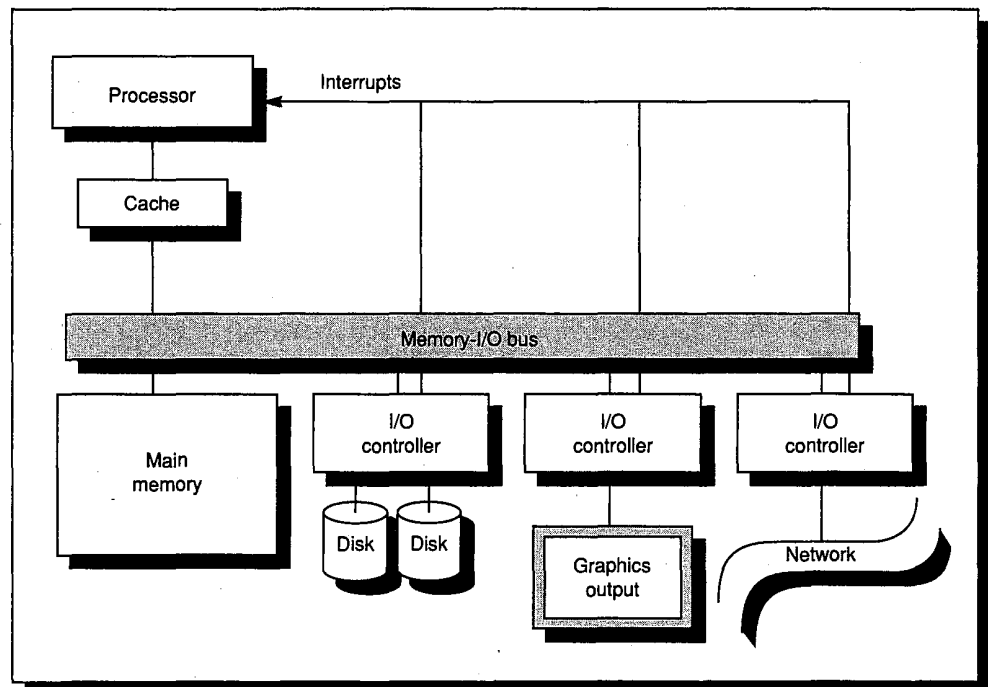 Processor
Interrupts
Cache
Memory-I/O bus
Main
memory
I/O
controller
I/O
controller
I/O
controller
Disk
Disk
Graphics
output
Network